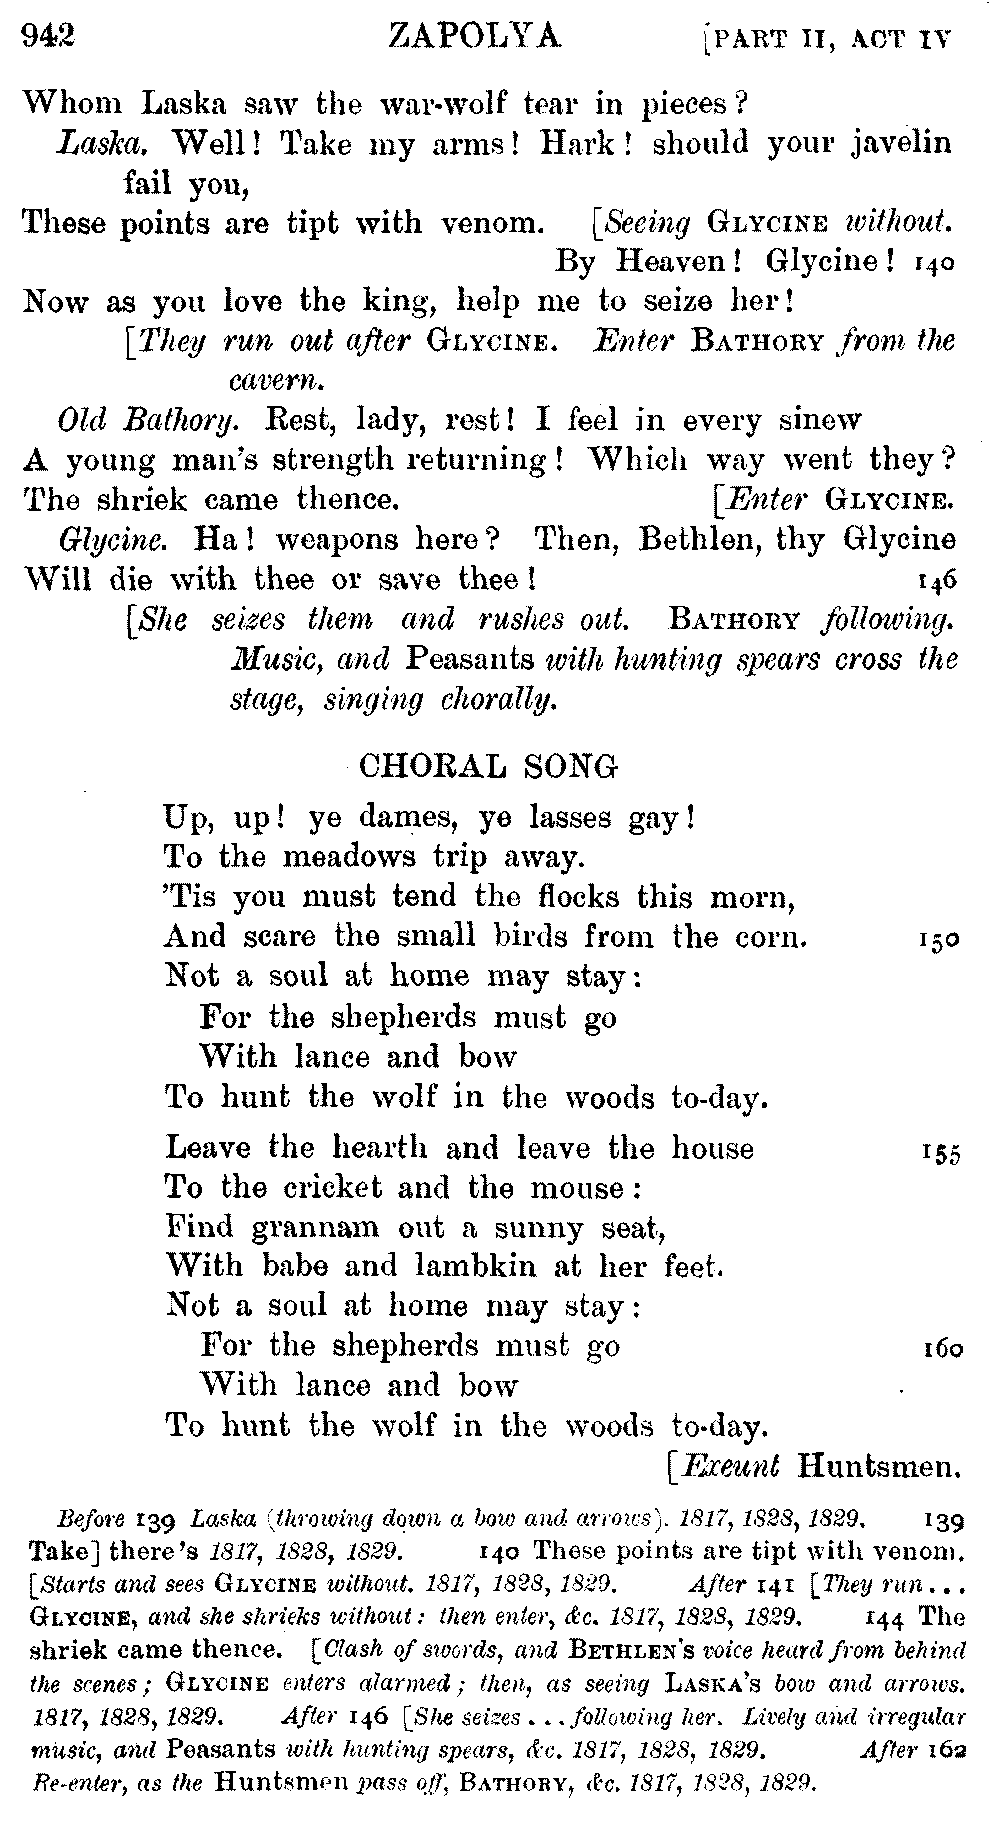 942 ZAPOLYA [PART II, ACT IV
Whom Laska saw the war-wolf tear in pieces?
Laska. Well! Take my arms! Hark! should your javelin
fail you,
These points are tipt with venom. [Seeing GLYCINE without.
By Heaven! Glycine! 140
Now as you love the king, help me to seize her!
[They run out after GLYCINE. Enter BATHORY from the
cavern.
Old Bathory. Rest, lady, rest! I feel in every sinew
A young man's strength returning! Which way went they?
The shriek came thence. [Enter GLYCINE.
Glycine. Ha! weapons here? Then, Bethlen, thy Glycine
Will die with thee or save thee! 146
[She seizes them and rushes out. BATHORY following.
Music, and Peasants with hunting spears cross the
stage, singing chorally.
CHORAL SONG
Up, up! ye dames, ye lasses gay!
To the meadows trip away.
'Tis you must tend the flocks this morn,
And scare the small birds from the corn. 150
Not a soul at home may stay:
For the shepherds must go
With lance and bow
To hunt the wolf in the woods to-day.
Leave the hearth and leave the house 155
To the cricket and the mouse:
Find grannam out a sunny seat,
With babe and lambkin at her feet.
Not a soul at home may stay:
For the shepherds must go 160
With lance and bow
To hunt the wolf in the woods to-day.
[Exeunt Huntsmen.
Before 139 Laska (throwing down a bow and arrows). 1817, 1828, 1829. 139
Take] there's 1817, 1828, 1829. 140 These points are tipt with venom.
[Starts and sees GLYCINE without. 1817, 1828, 1829. After 141 [They run...
GLYCINE, and she shrieks without: then enter, &c. 1817, 1828, 1829. 144 The
shriek came thence. [Clash of swords, and BETHLEN'S voice heard from behind
the scenes; GLYCINE enters alarmed; then, as seeing LASKA'S bow and arrows.
1817, 1828, 1829. After 146 [She seizes ... following her. Lively and irregular
music, and Peasants with hunting spears, &c. 1817, 1828, 1829. After 162
Re-enter, as the Huntsmen pass off, BATHORY, &c. 1817, 1828, 1829.